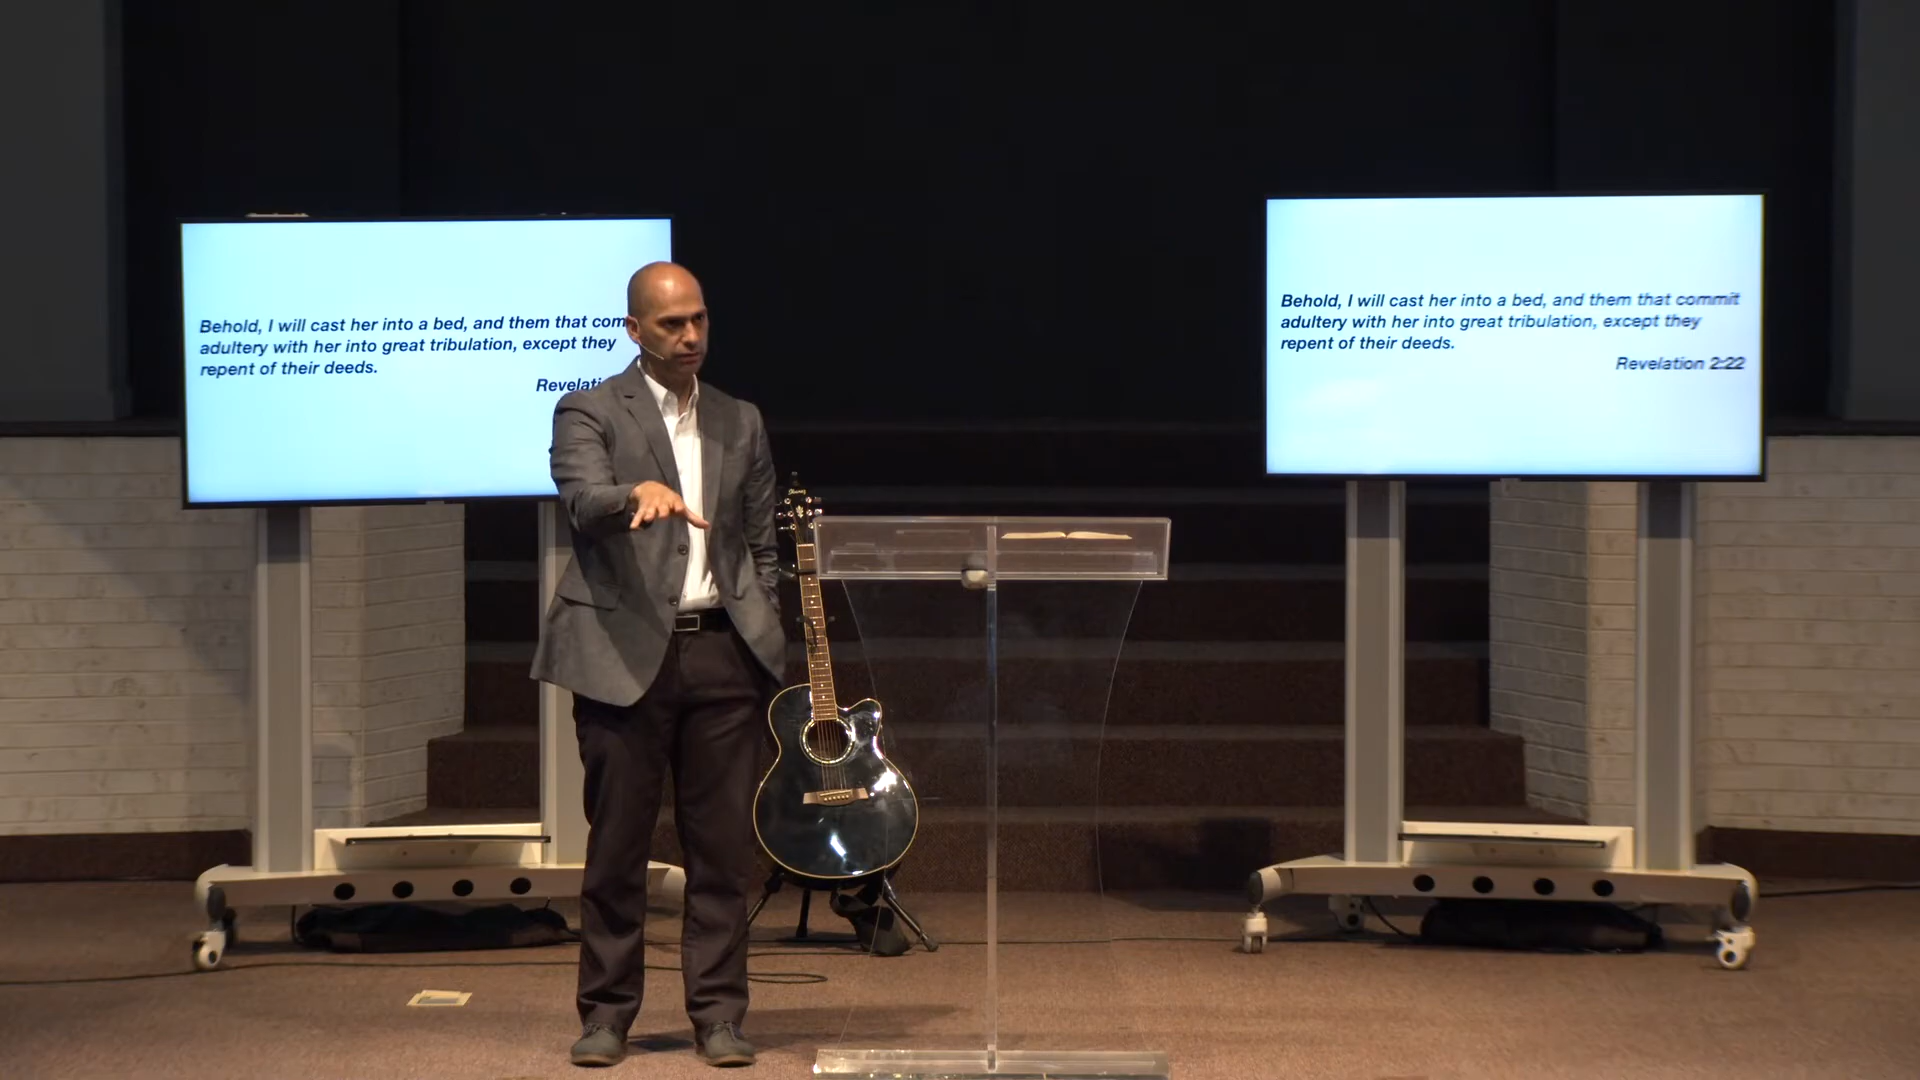 Behold, I will cast her into a bed, and them that com
adultery with her into great tribulation, except they
repent of their deeds.
Revelati
Behold, I will cast her into a bed, and them that commit
adultery with her into great tribulation, except they
repent of their deeds.
Revelation 2:22
Ibanez